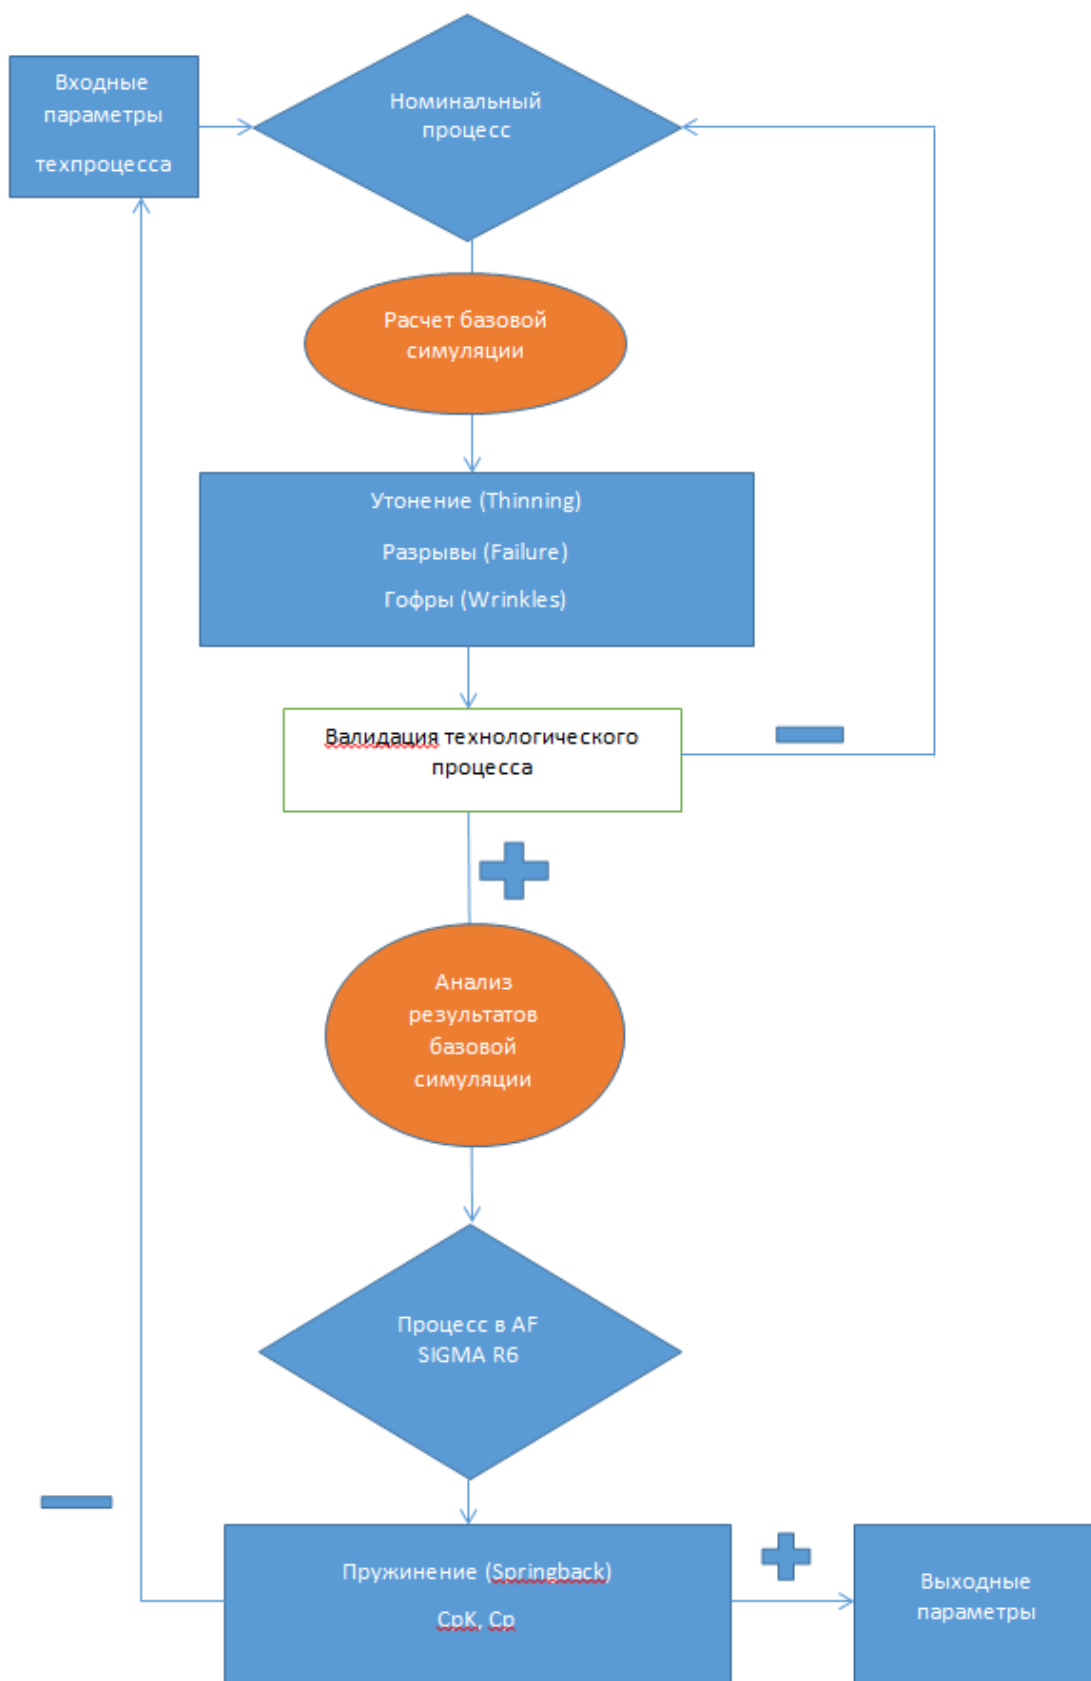 Входные
параметры
техпроцесса
Номинальный
процесс
Расчет базовой
симуляции
Утонение (Thinning)
Разрывы (Failure)
Гофры (Wrinkles)
Валидация технологического
процесса
Анализ
результатов
базовой
симуляции
Процесс в AF
SIGMA R6
Пружинение (Springback)
CpK, Cp
Выходные
параметры